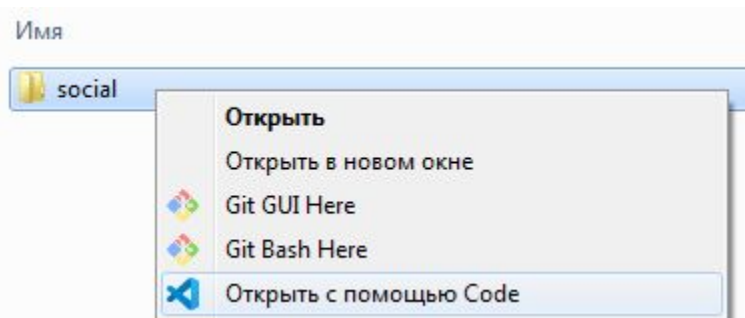 Имя
social
Открыть
Открыть в новом окне
Git GUI Here
Git Bash Here
Открыть с помощью Code